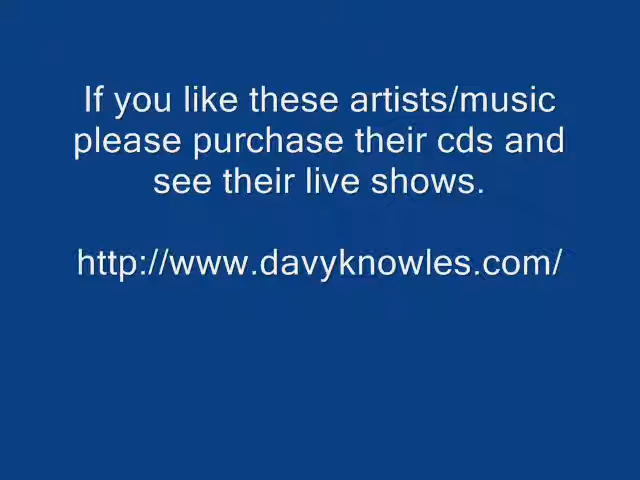 If you like these artists/music
please purchase their cds and
see their live shows.
http://www.davyknowles.com/